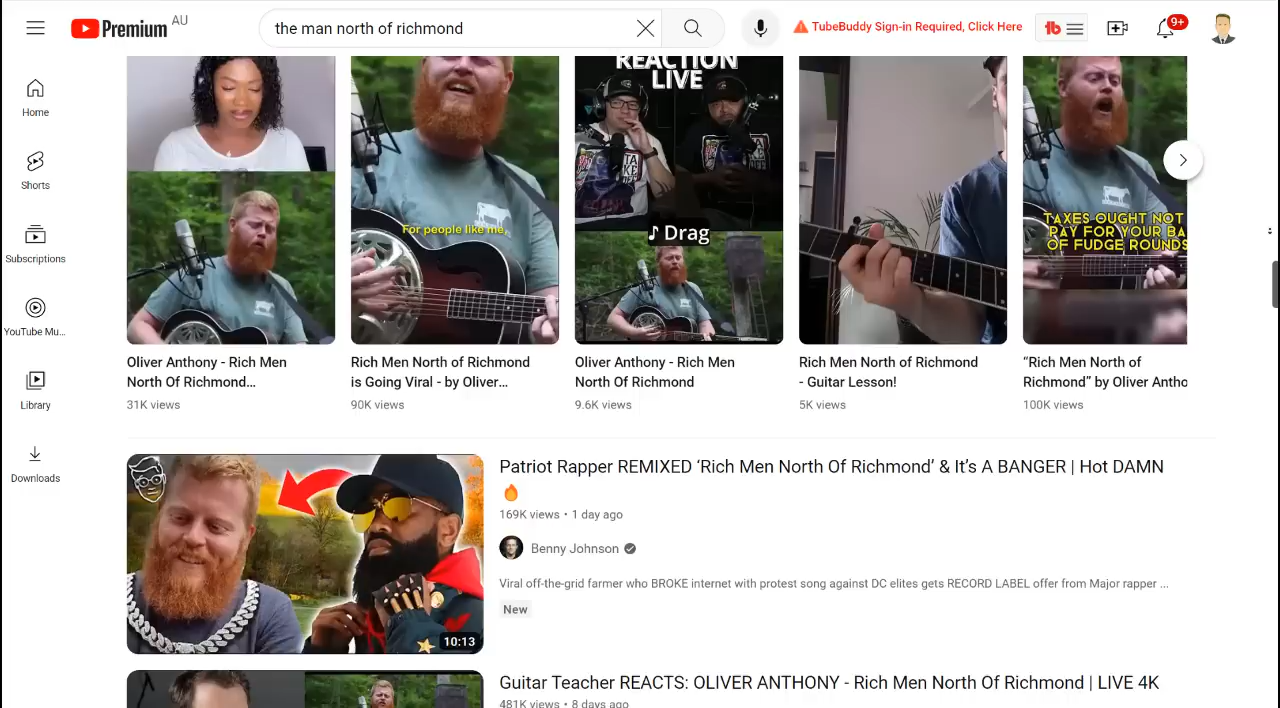 Premium
AU
the man north of richmond
TubeBuddy Sign-in Required, Click Here
tb
9+
Home
Shorts
Subscriptions
YouTube Mu...
Library
Downloads
REACTION
LIVE
For people like me,
♪ Drag
TAXES OUGHT NOT
PAY FOR YOUR BA
OF FUDGE ROUNDS
Oliver Anthony - Rich Men
North Of Richmond...
31K views
Rich Men North of Richmond
is Going Viral - by Oliver...
90K views
Oliver Anthony - Rich Men
North Of Richmond
9.6K views
Rich Men North of Richmond
- Guitar Lesson!
5K views
“Rich Men North of
Richmond” by Oliver Antho
100K views
10:13
Patriot Rapper REMIXED ‘Rich Men North Of Richmond’ & It’s A BANGER | Hot DAMN
🔥
169K views • 1 day ago
Benny Johnson
Viral off-the-grid farmer who BROKE internet with protest song against DC elites gets RECORD LABEL offer from Major rapper ...
New
Guitar Teacher REACTS: OLIVER ANTHONY - Rich Men North Of Richmond | LIVE 4K
481K views • 8 days ago